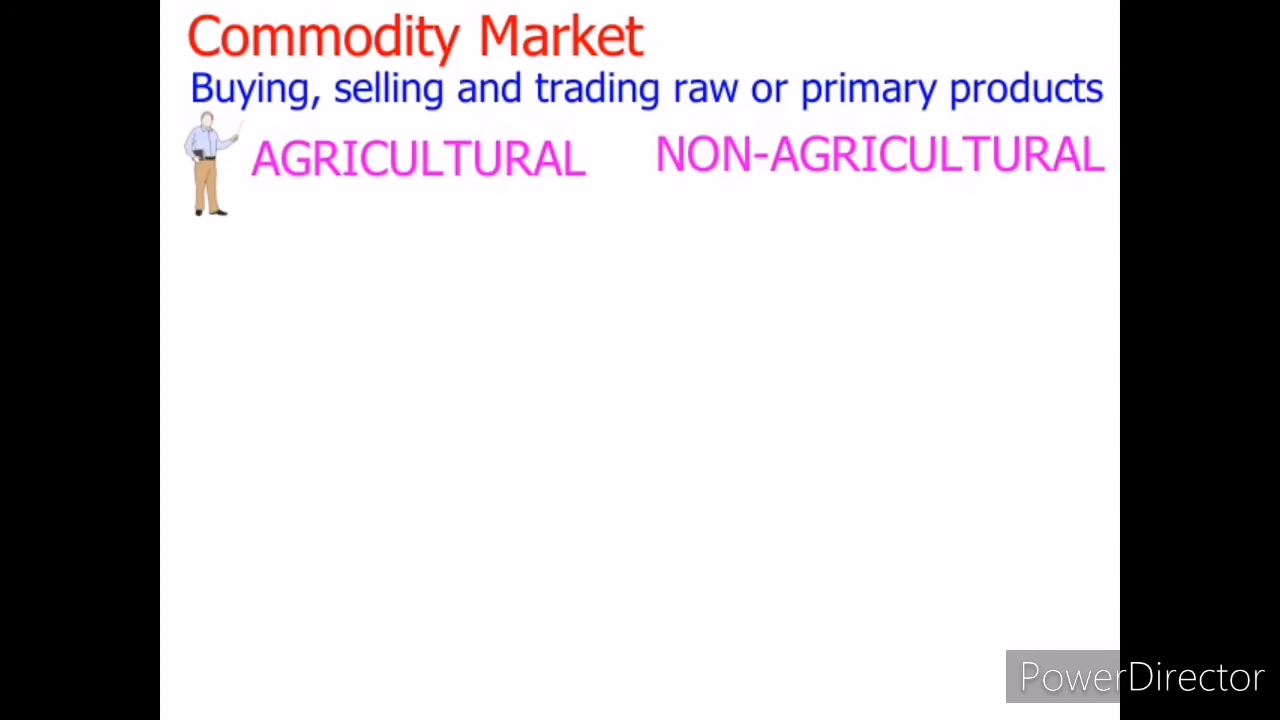 Commodity Market
Buying, selling and trading raw or primary products
AGRICULTURAL NON-AGRICULTURAL
PowerDirector